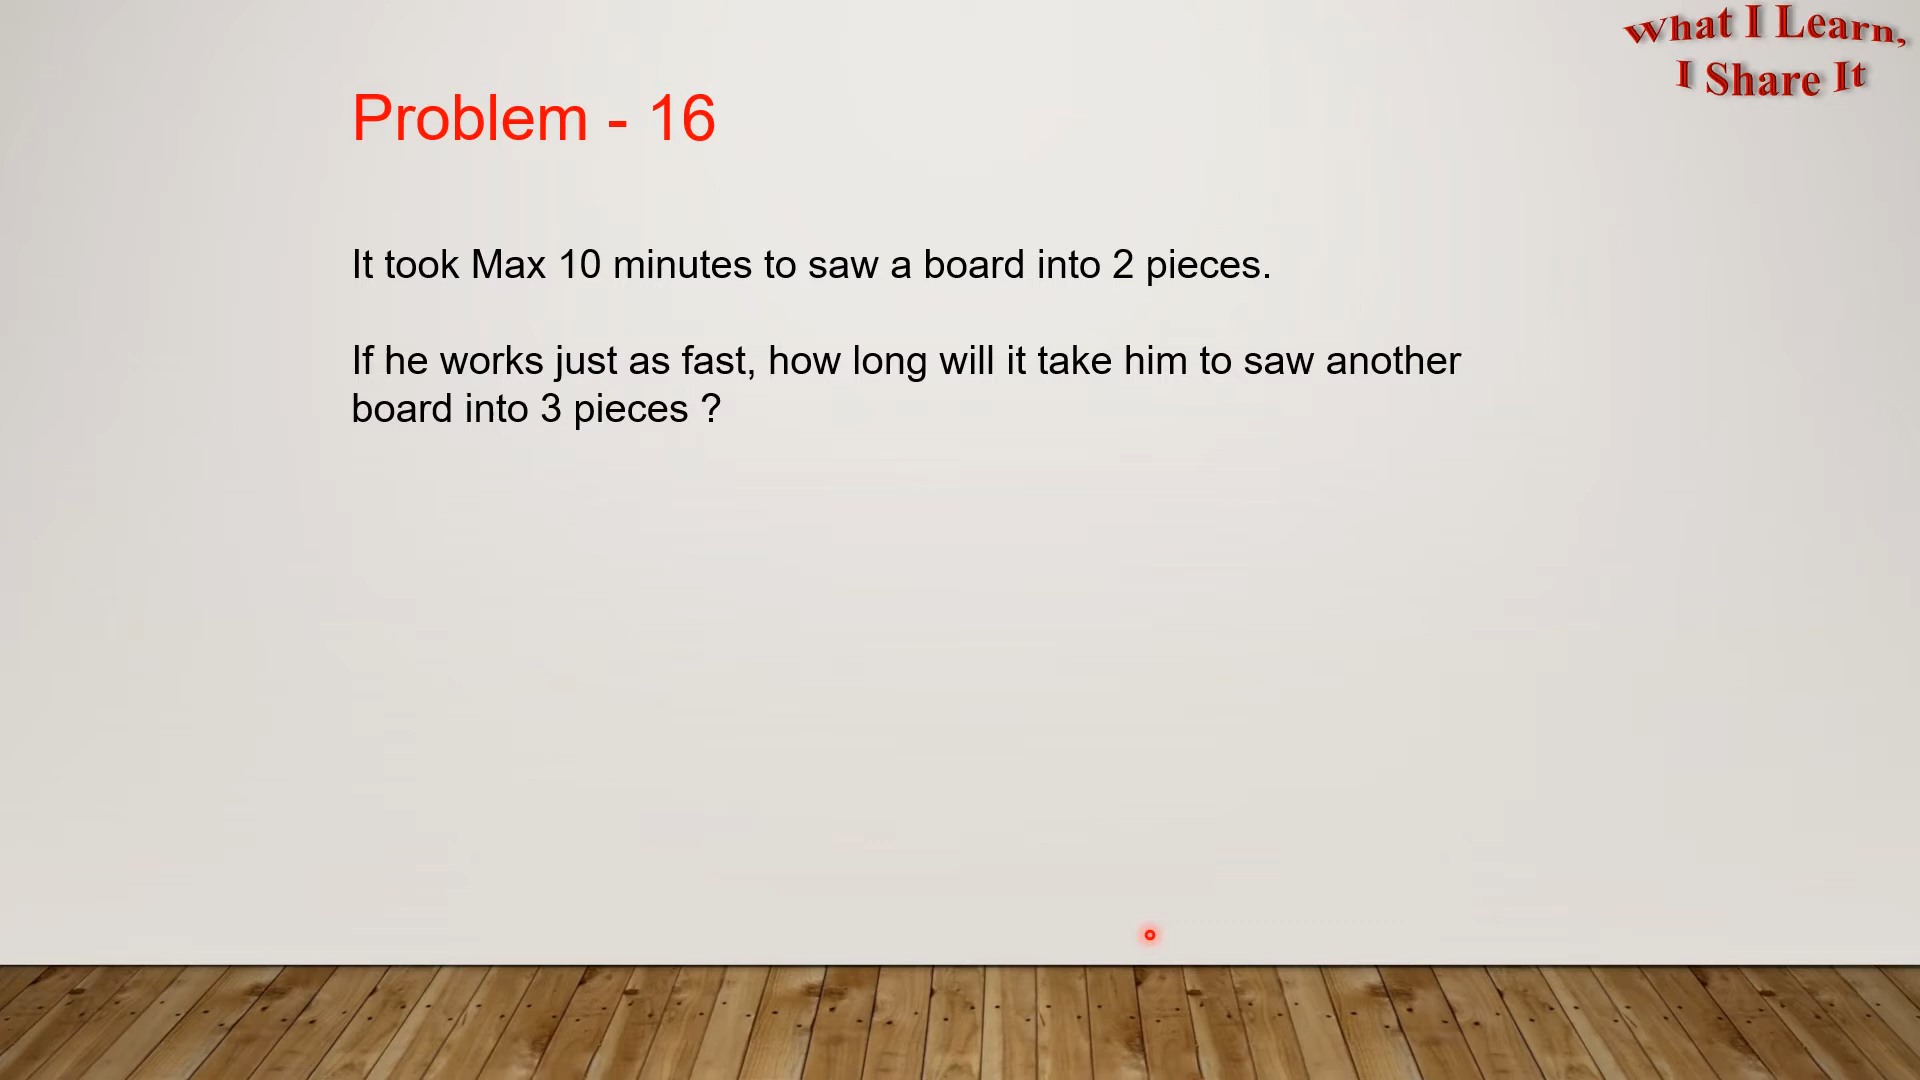 What I Learn,
I Share It
Problem - 16
It took Max 10 minutes to saw a board into 2 pieces.
If he works just as fast, how long will it take him to saw another
board into 3 pieces ?